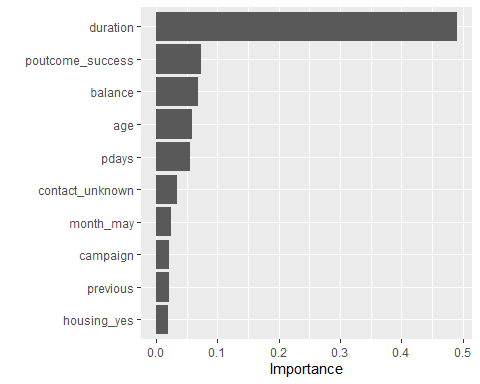 duration
poutcome_success
balance
age
pdays
contact_unknown
month_may
campaign
previous
housing_yes
0.0 0.1 0.2 0.3 0.4 0.5
Importance